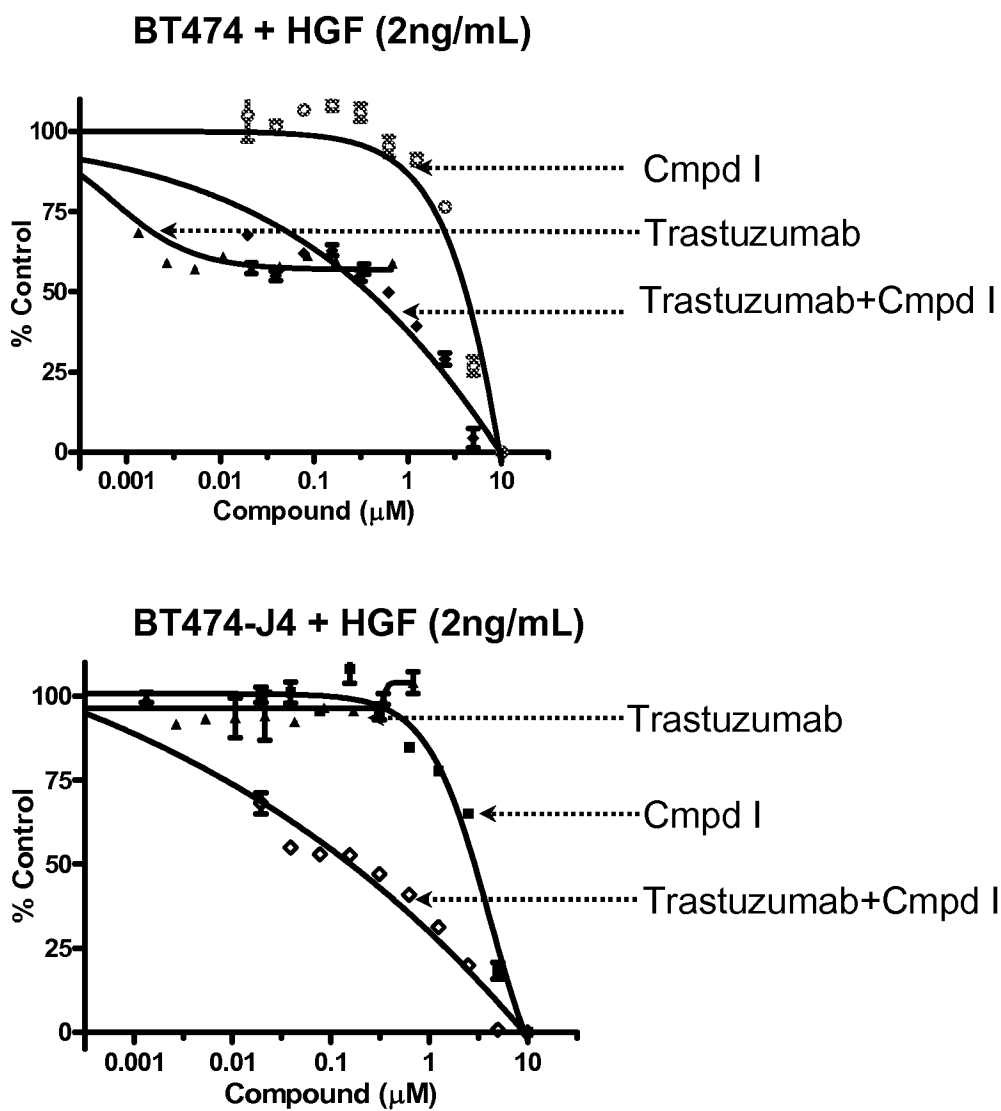 BT474 + HGF (2ng/mL)
100
75
50
25
0
% Control
0.001 0.01 0.1 1 10
Compound (μM)
Cmpd I
Trastuzumab
Trastuzumab+Cmpd I
BT474-J4 + HGF (2ng/mL)
100
75
50
25
0
% Control
0.001 0.01 0.1 1 10
Compound (μM)
Trastuzumab
Cmpd I
Trastuzumab+Cmpd I